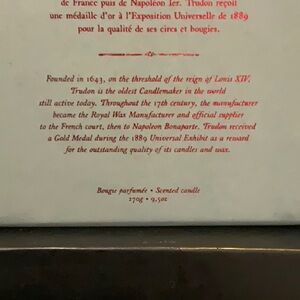 de France puis de Napoléon Ier. Trudon reçoit
une médaille d'or à l'Exposition Universelle de 1889
pour la qualité de ses cires et bougies.
Founded in 1643, on the threshold of the reign of Louis XIV,
Trudon is the oldest Candlemaker in the world
still active today. Throughout the 17th century, the manufacturer
became the Royal Wax Manufacturer and official supplier
to the French court, then to Napoleon Bonaparte. Trudon received
a Gold Medal during the 1889 Universal Exhibit as a reward
for the outstanding quality of its candles and wax.
Bougie parfumée • Scented candle
270g • 9,5oz